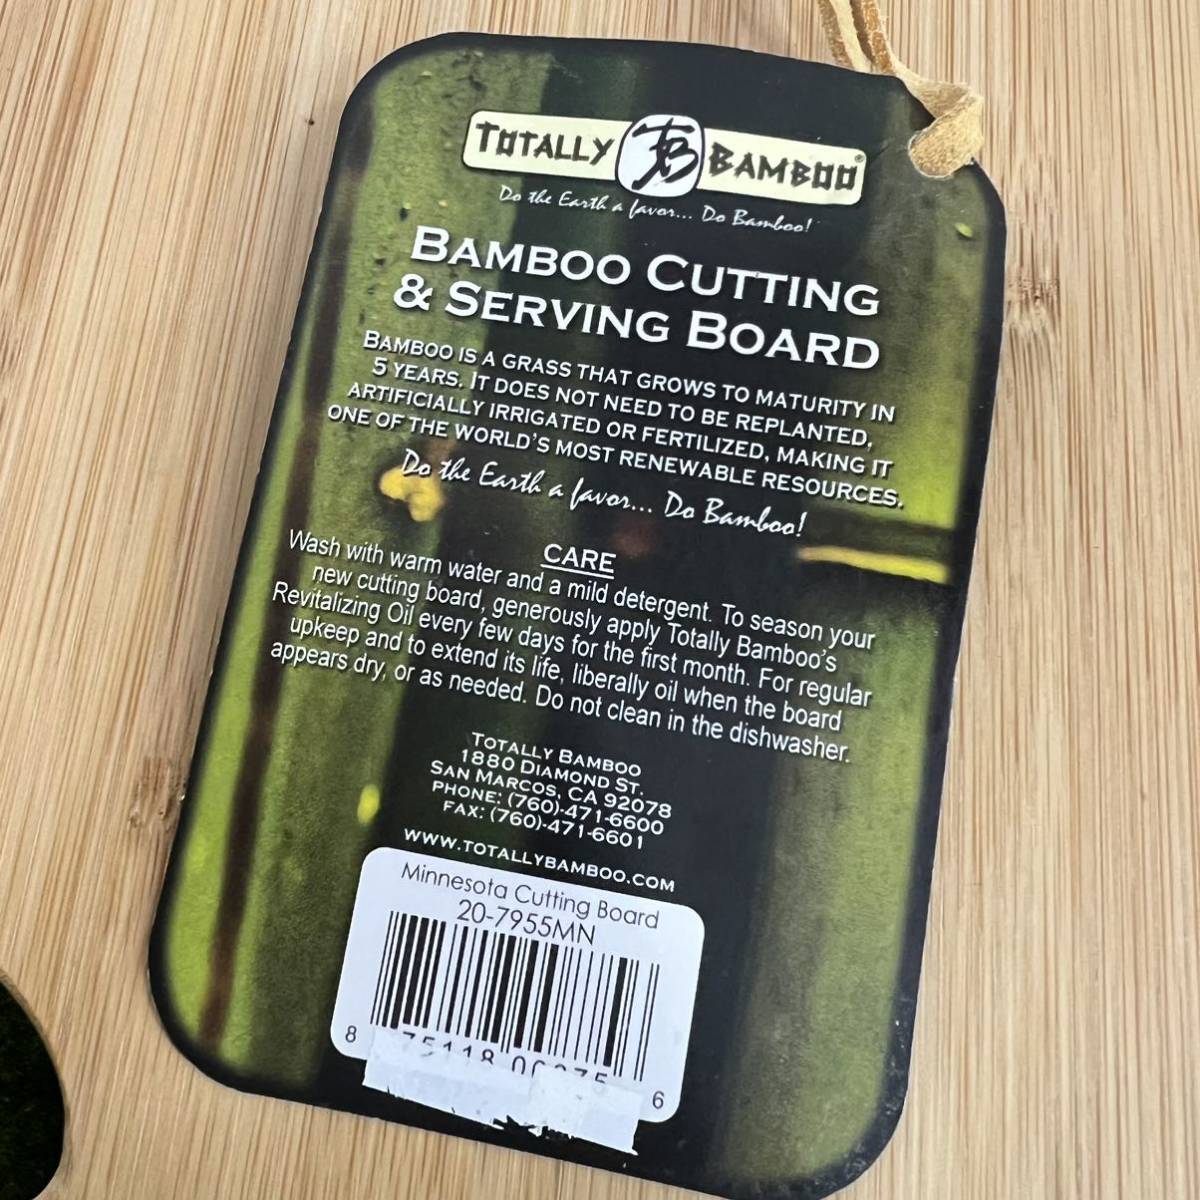 TOTALLY TB BAMBOO®
Do the Earth a favor... Do Bamboo!
BAMBOO CUTTING
& SERVING BOARD
BAMBOO IS A GRASS THAT GROWS TO MATURITY IN
5 YEARS. IT DOES NOT NEED TO BE REPLANTED,
ARTIFICIALLY IRRIGATED OR FERTILIZED, MAKING IT
ONE OF THE WORLD'S MOST RENEWABLE RESOURCES.
Do the Earth a favor... Do Bamboo!
CARE
Wash with warm water and a mild detergent. To season your
new cutting board, generously apply Totally Bamboo's
Revitalizing Oil every few days for the first month. For regular
upkeep and to extend its life, liberally oil when the board
appears dry, or as needed. Do not clean in the dishwasher.
TOTALLY BAMBOO
1880 DIAMOND ST.
SAN MARCOS, CA 92078
PHONE: (760)-471-6600
FAX: (760)-471-6601
WWW.TOTALLYBAMBOO.COM
Minnesota Cutting Board
20-7955MN
8 75118 6